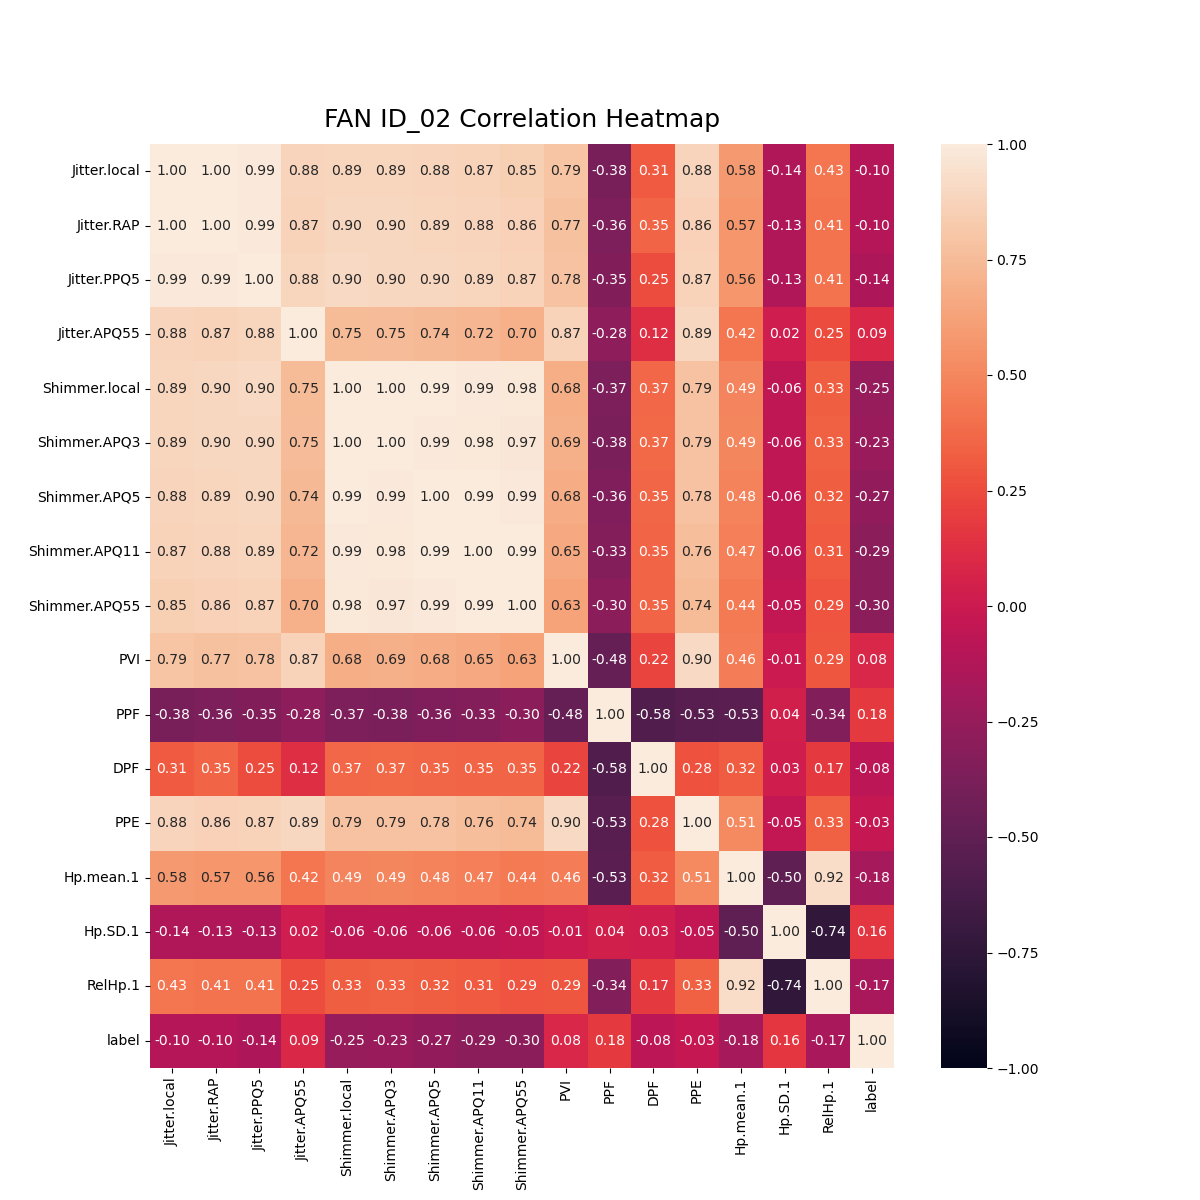 FAN ID_02 Correlation Heatmap
Jitter.local 1.00 1.00 0.99 0.88 0.89 0.89 0.88 0.87 0.85 0.79 -0.38 0.31 0.88 0.58 -0.14 0.43 -0.10
Jitter.RAP 1.00 1.00 0.99 0.87 0.90 0.90 0.89 0.88 0.86 0.77 -0.36 0.35 0.86 0.57 -0.13 0.41 -0.10
Jitter.PPQ5 0.99 0.99 1.00 0.88 0.90 0.90 0.90 0.89 0.87 0.78 -0.35 0.25 0.87 0.56 -0.13 0.41 -0.14
Jitter.APQ55 0.88 0.87 0.88 1.00 0.75 0.75 0.74 0.72 0.70 0.87 -0.28 0.12 0.89 0.42 0.02 0.25 0.09
Shimmer.local 0.89 0.90 0.90 0.75 1.00 1.00 0.99 0.99 0.98 0.68 -0.37 0.37 0.79 0.49 -0.06 0.33 -0.25
Shimmer.APQ3 0.89 0.90 0.90 0.75 1.00 1.00 0.99 0.98 0.97 0.69 -0.38 0.37 0.79 0.49 -0.06 0.33 -0.23
Shimmer.APQ5 0.88 0.89 0.90 0.74 0.99 0.99 1.00 0.99 0.99 0.68 -0.36 0.35 0.78 0.48 -0.06 0.32 -0.27
Shimmer.APQ11 0.87 0.88 0.89 0.72 0.99 0.98 0.99 1.00 0.99 0.65 -0.33 0.35 0.76 0.47 -0.06 0.31 -0.29
Shimmer.APQ55 0.85 0.86 0.87 0.70 0.98 0.97 0.99 0.99 1.00 0.63 -0.30 0.35 0.74 0.44 -0.05 0.29 -0.30
PVI 0.79 0.77 0.78 0.87 0.68 0.69 0.68 0.65 0.63 1.00 -0.48 0.22 0.90 0.46 -0.01 0.29 0.08
PPF -0.38 -0.36 -0.35 -0.28 -0.37 -0.38 -0.36 -0.33 -0.30 -0.48 1.00 -0.58 -0.53 -0.53 0.04 -0.34 0.18
DPF 0.31 0.35 0.25 0.12 0.37 0.37 0.35 0.35 0.35 0.22 -0.58 1.00 0.28 0.32 0.03 0.17 -0.08
PPE 0.88 0.86 0.87 0.89 0.79 0.79 0.78 0.76 0.74 0.90 -0.53 0.28 1.00 0.51 -0.05 0.33 -0.03
Hp.mean.1 0.58 0.57 0.56 0.42 0.49 0.49 0.48 0.47 0.44 0.46 -0.53 0.32 0.51 1.00 -0.50 0.92 -0.18
Hp.SD.1 -0.14 -0.13 -0.13 0.02 -0.06 -0.06 -0.06 -0.06 -0.05 -0.01 0.04 0.03 -0.05 -0.50 1.00 -0.74 0.16
RelHp.1 0.43 0.41 0.41 0.25 0.33 0.33 0.32 0.31 0.29 0.29 -0.34 0.17 0.33 0.92 -0.74 1.00 -0.17
label -0.10 -0.10 -0.14 0.09 -0.25 -0.23 -0.27 -0.29 -0.30 0.08 0.18 -0.08 -0.03 -0.18 0.16 -0.17 1.00
Jitter.local
Jitter.RAP
Jitter.PPQ5
Jitter.APQ55
Shimmer.local
Shimmer.APQ3
Shimmer.APQ5
Shimmer.APQ11
Shimmer.APQ55
PVI
PPF
DPF
PPE
Hp.mean.1
Hp.SD.1
RelHp.1
label
1.00
0.75
0.50
0.25
0.00
−0.25
−0.50
−0.75
−1.00